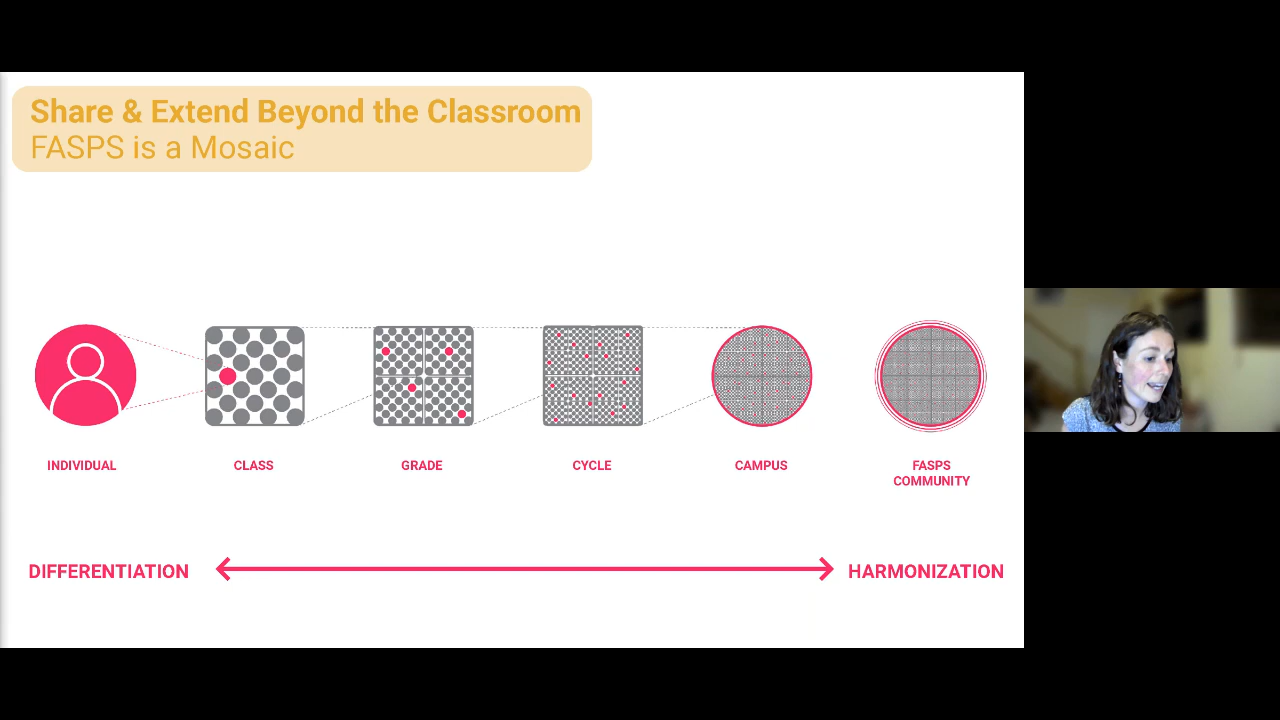 Share & Extend Beyond the Classroom
FASPS is a Mosaic
INDIVIDUAL
CLASS
GRADE
CYCLE
CAMPUS
FASPS
COMMUNITY
DIFFERENTIATION
HARMONIZATION